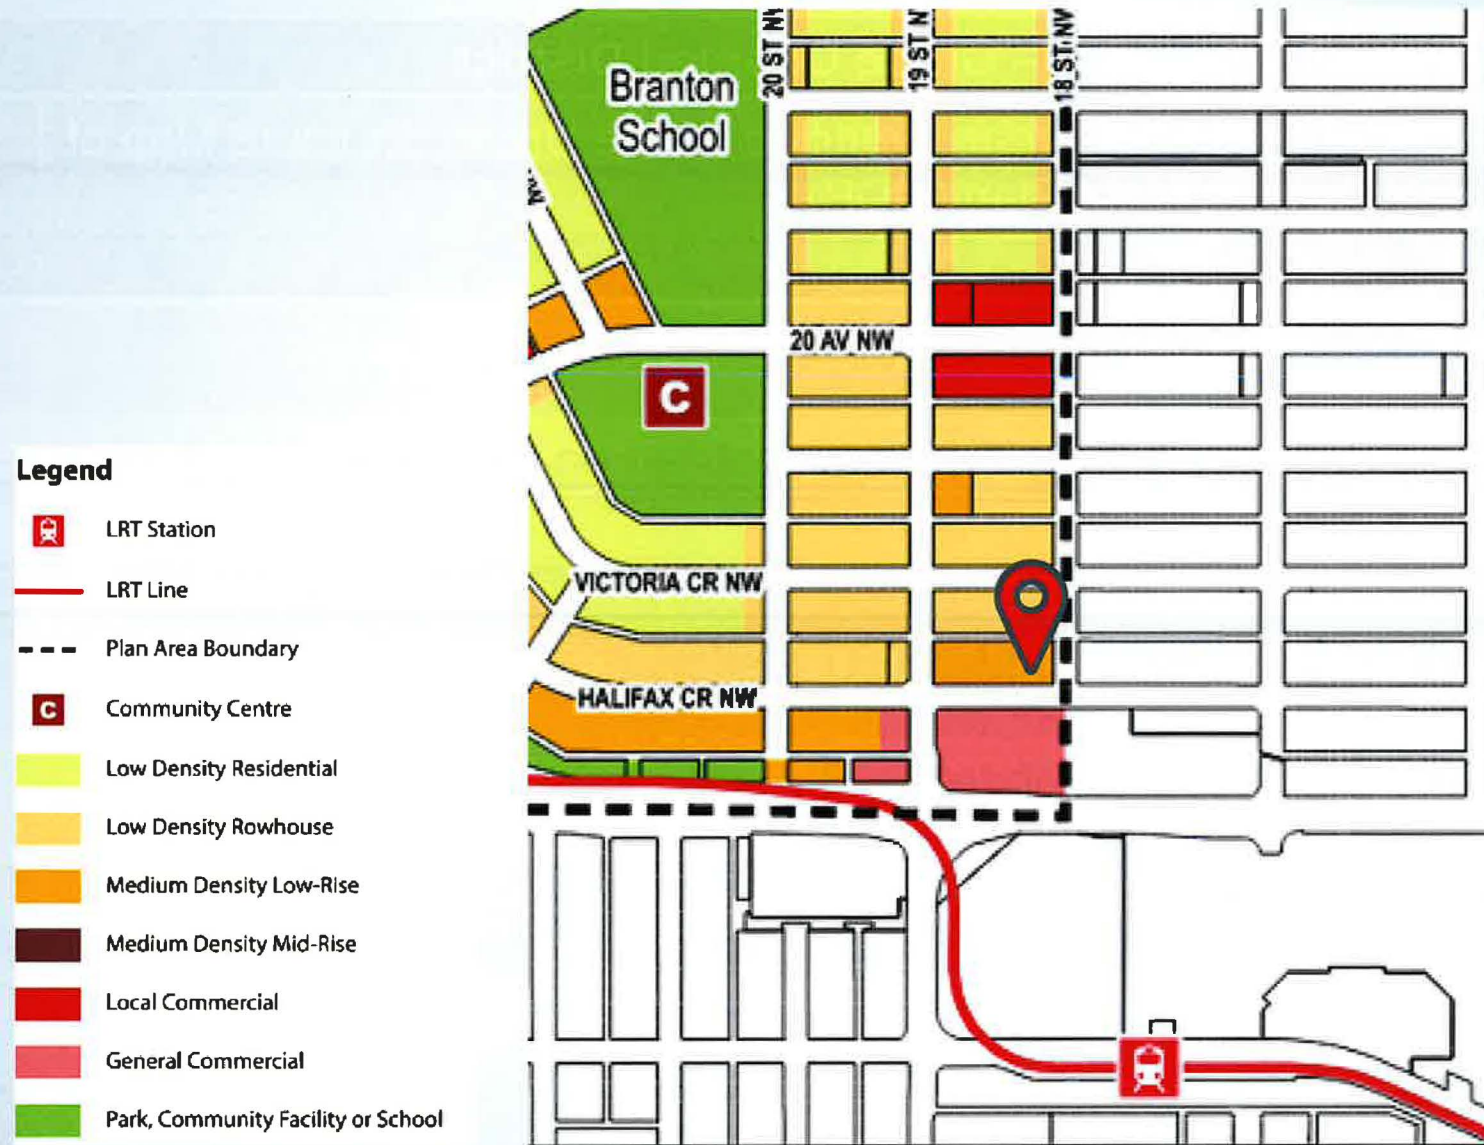 20 ST N
19 ST N
18 ST NW
Branton
School
20 AV NW
C
VICTORIA CR NW
HALIFAX CR NW
Legend
LRT Station
LRT Line
Plan Area Boundary
C
Community Centre
Low Density Residential
Low Density Rowhouse
Medium Density Low-Rise
Medium Density Mid-Rise
Local Commercial
General Commercial
Park, Community Facility or School